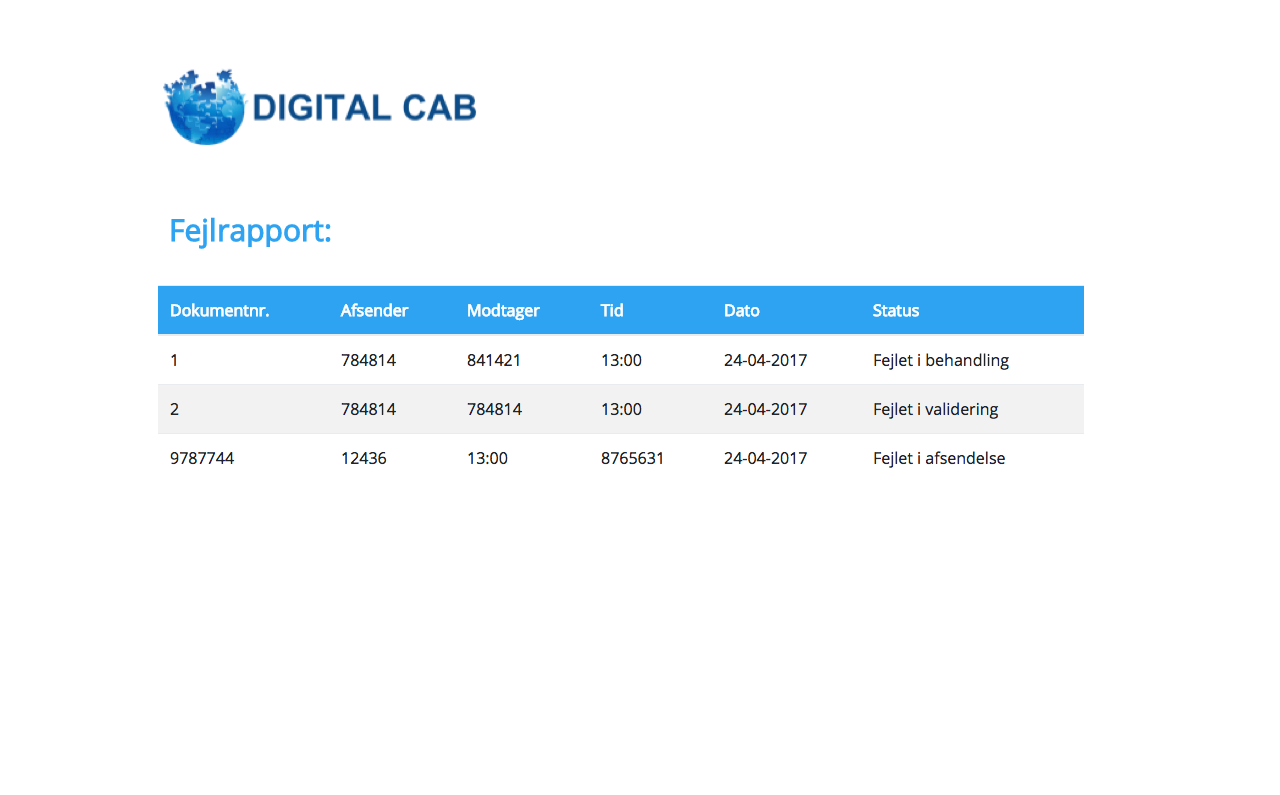 DIGITAL CAB
Fejlrapport:
Dokumentnr. Afsender Modtager Tid Dato Status
1 784814 841421 13:00 24-04-2017 Fejlet i behandling
2 784814 784814 13:00 24-04-2017 Fejlet i validering
9787744 12436 13:00 8765631 24-04-2017 Fejlet i afsendelse